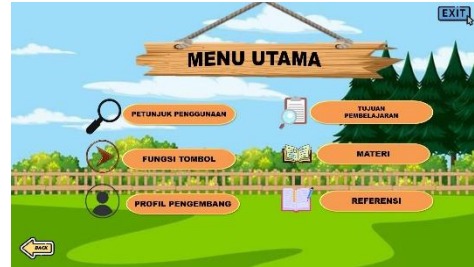 EXIT
MENU UTAMA
PETUNJUK PENGGUNAAN
TUJUAN
PEMBELAJARAN
FUNGSI TOMBOL
MATERI
PROFIL PENGEMBANG
REFERENSI
BACK